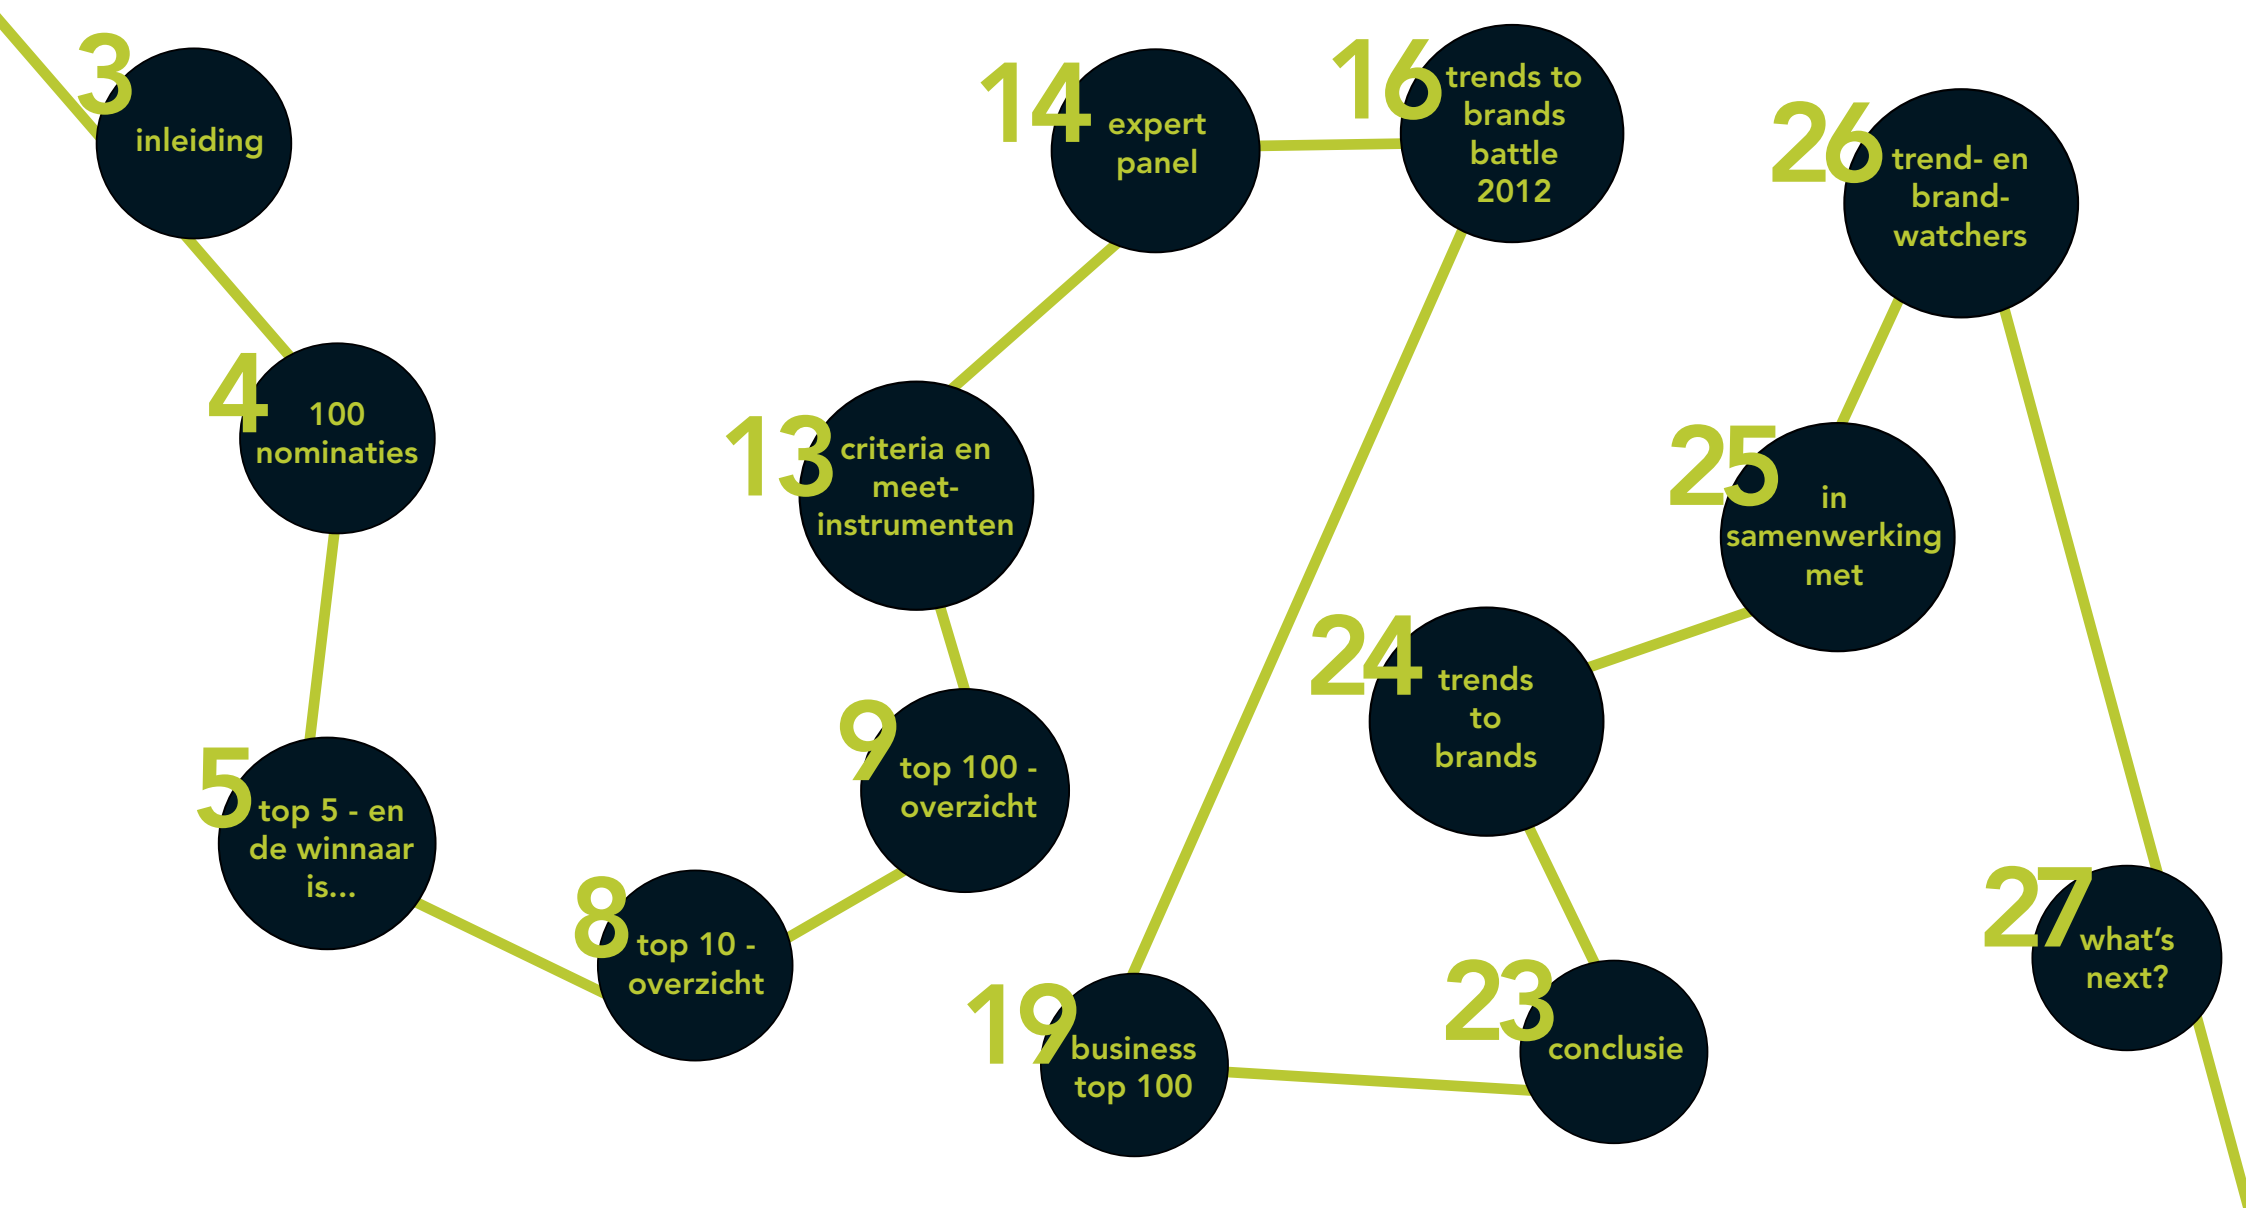 3
inleiding
4
100
nominaties
5
top 5 - en
de winnaar
is...
8
top 10 -
overzicht
9
top 100 -
overzicht
13
criteria en
meet-
instrumenten
14
expert
panel
16
trends to
brands
battle
2012
19
business
top 100
23
conclusie
24
trends
to
brands
25
in
samenwerking
met
26
trend- en
brand-
watchers
27
what’s
next?